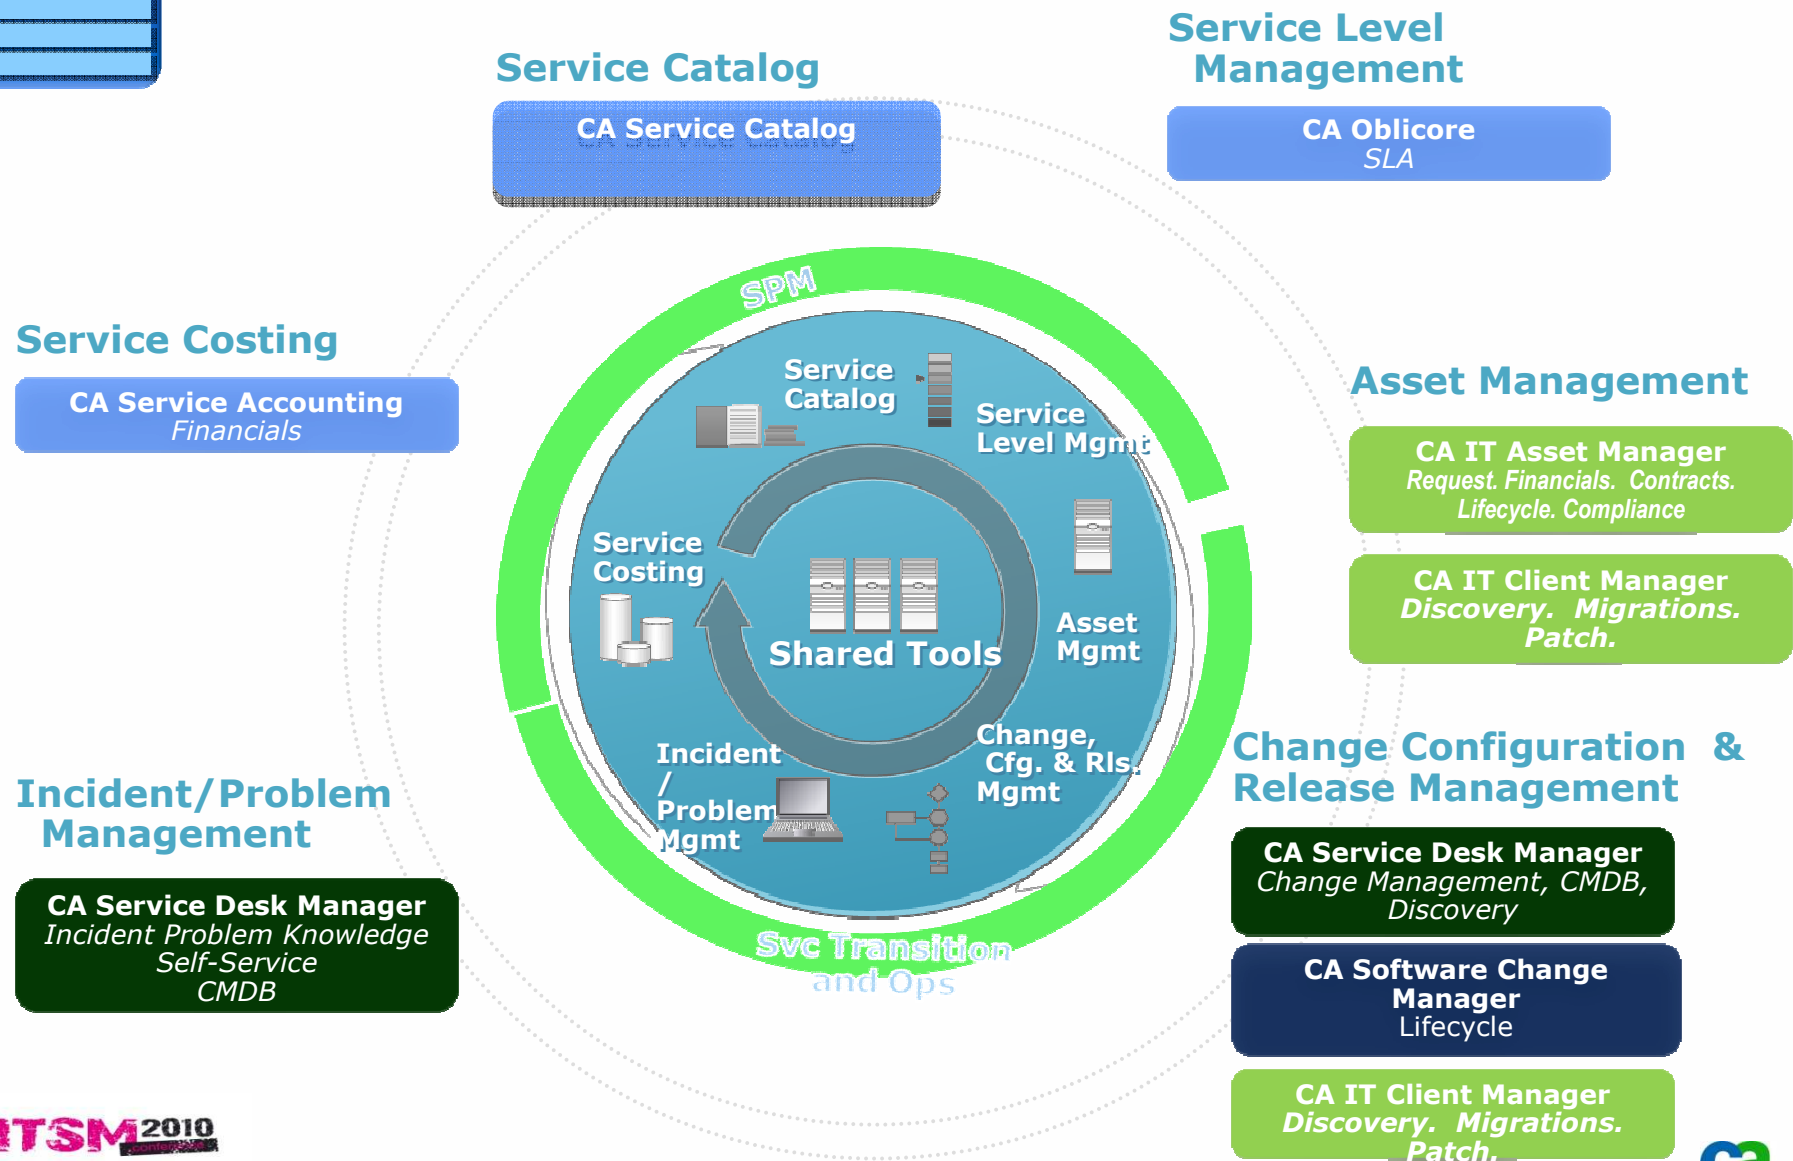 Service Level
Management
Service Catalog
CA Service Catalog
CA Oblicore
SLA
SPM
Service Costing
CA Service Accounting
Financials
Service
Catalog
Service
Level Mgmt
Asset Management
CA IT Asset Manager
Request. Financials. Contracts.
Lifecycle. Compliance
Service
Costing
CA IT Client Manager
Discovery. Migrations.
Patch.
Asset
Mgmt
Shared Tools
Incident
/
Problem
Mgmt
Change,
Cfg. & Rls.
Mgmt
Change Configuration &
Release Management
Incident/Problem
Management
CA Service Desk Manager
Change Management, CMDB,
Discovery
CA Service Desk Manager
Incident Problem Knowledge
Self-Service
CMDB
Svc Transition
and Ops
CA Software Change
Manager
Lifecycle
CA IT Client Manager
Discovery. Migrations.
Patch.
ITSM 2010
conference
ca